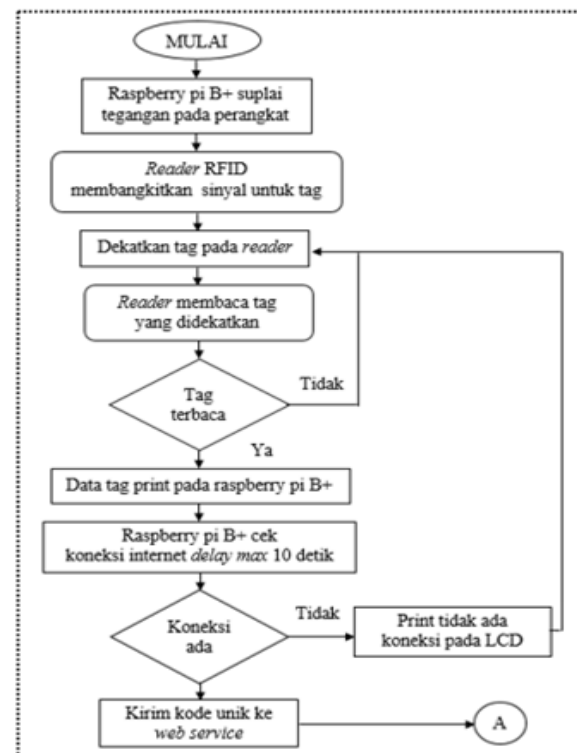 MULAI
Raspberry pi B+ suplai
tegangan pada perangkat
Reader RFID
membangkitkan sinyal untuk tag
Dekatkan tag pada reader
Reader membaca tag
yang didekatkan
Tidak
Tag
terbaca
Ya
Data tag print pada raspberry pi B+
Raspberry pi B+ cek
koneksi internet delay max 10 detik
Tidak
Koneksi
ada
Print tidak ada
koneksi pada LCD
Kirim kode unik ke
web service
A